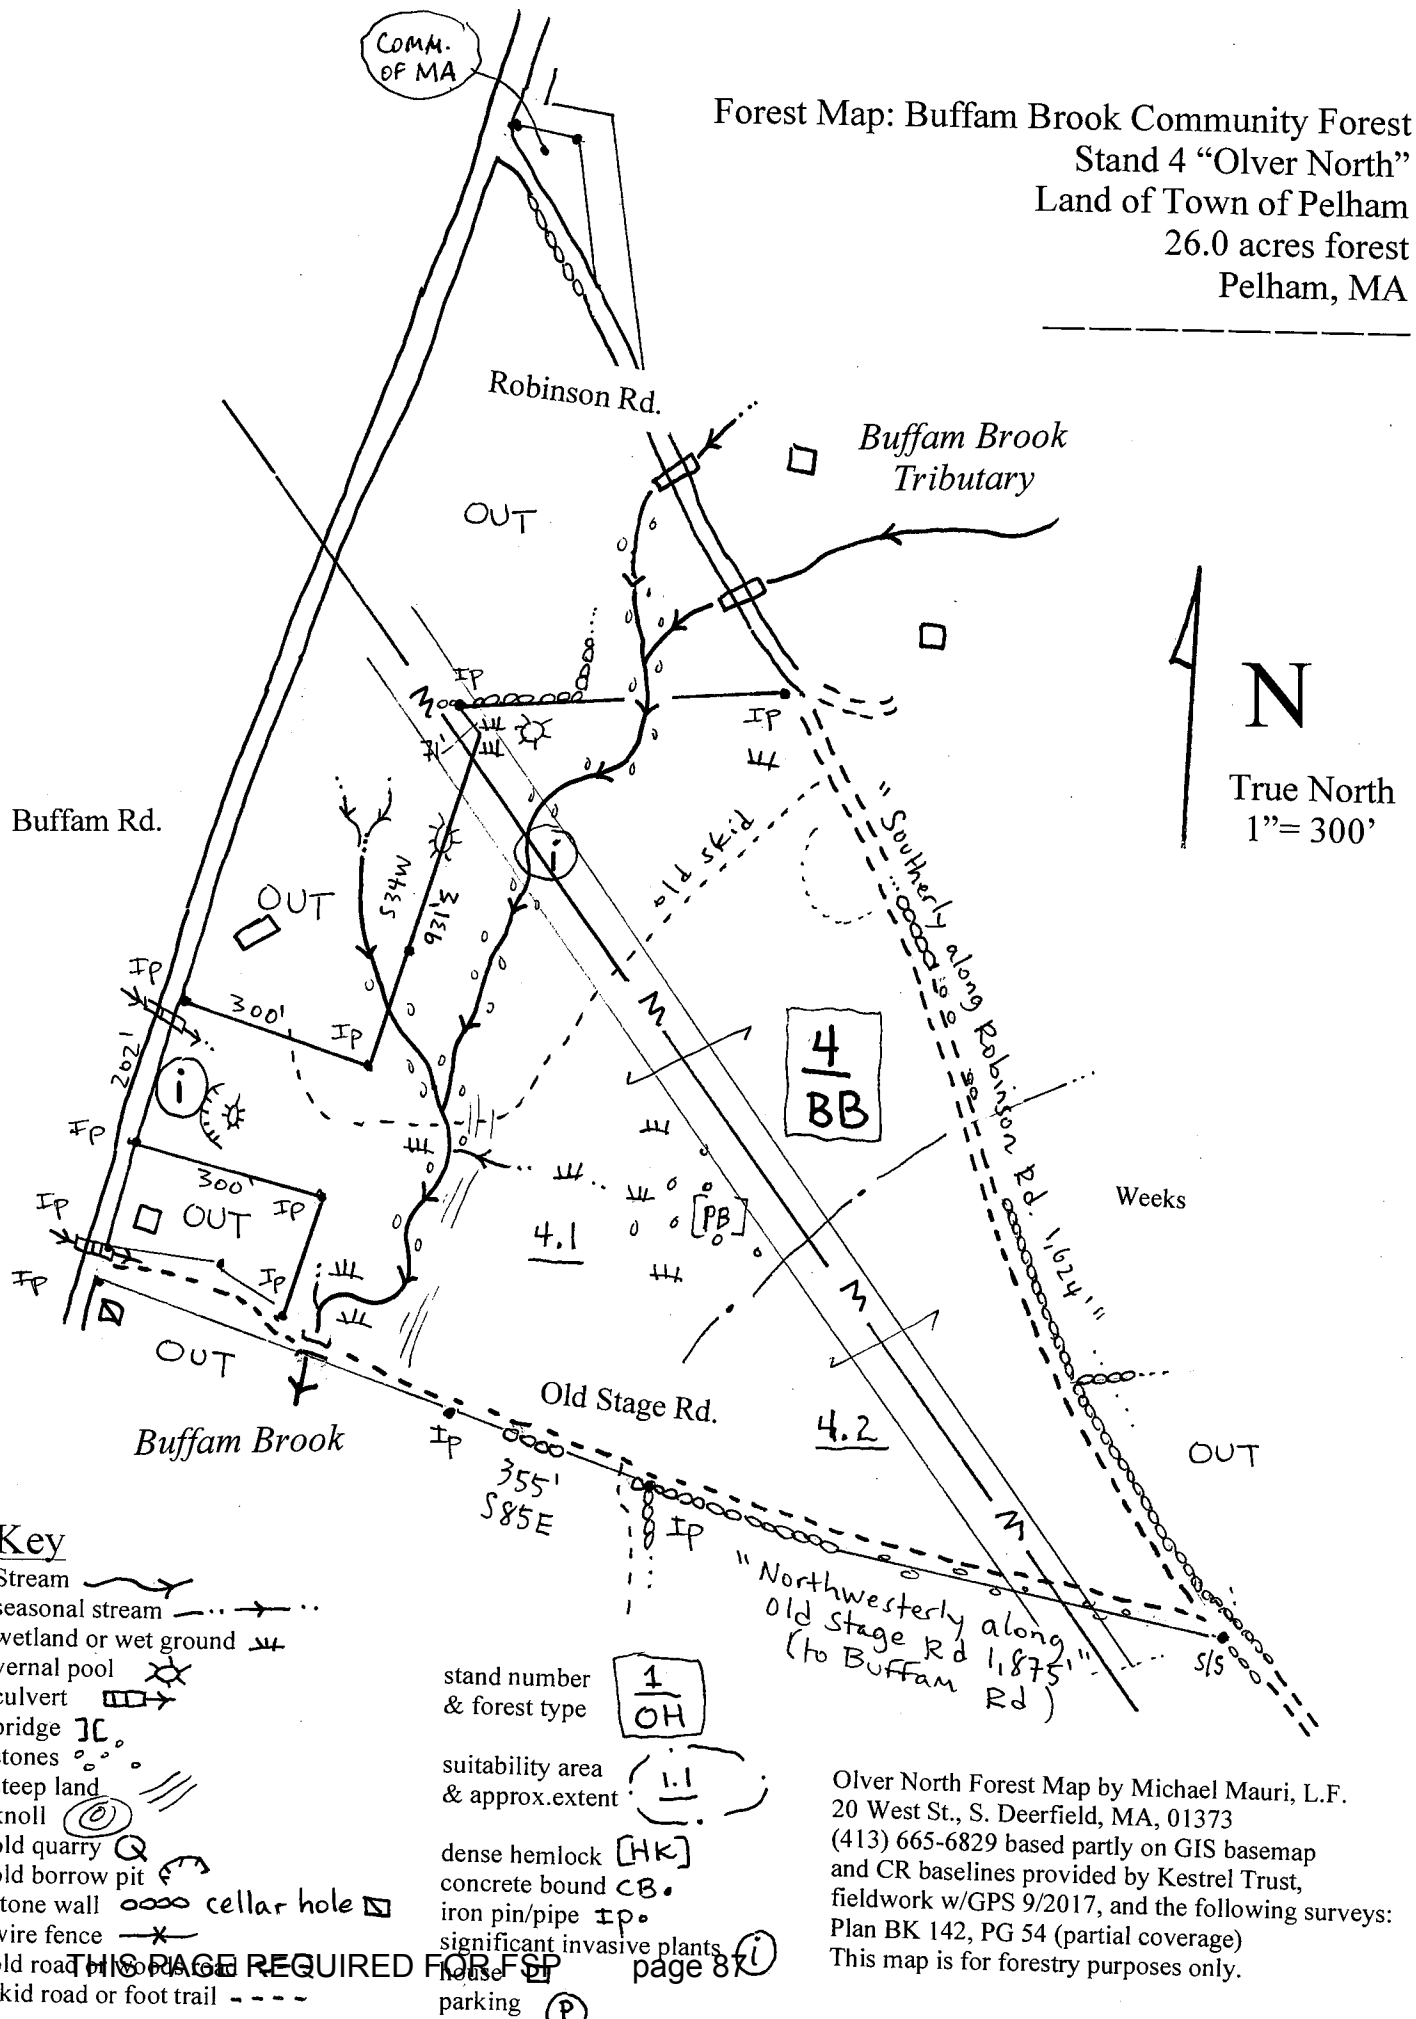 COMM.
OF MA
Forest Map: Buffam Brook Community Forest
Stand 4 “Olver North”
Land of Town of Pelham
26.0 acres forest
Pelham, MA
Robinson Rd.
Buffam Brook
Tributary
OUT
N
True North
1”= 300’
IP
M
71'
IP
Buffam Rd.
OUT
S34W
931'±
i
old skid
"Southerly along Robinson Rd. 1,624'"
IP
300'
IP
202'
i
M
4
BB
IP
300'
IP
IP
OUT
IP
IP
4.1
[PB]
Weeks
M
OUT
Buffam Brook
IP
Old Stage Rd.
4.2
OUT
355'
S85E
IP
M
"Northwesterly along
Old Stage Rd 1,875'"
(to Buffam
Rd)
S/S
Key
Stream
seasonal stream
wetland or wet ground
vernal pool
culvert
bridge
stones
steep land
knoll
old quarry Q
old borrow pit
stone wall cellar hole
wire fence
old road or woods road
skid road or foot trail
stand number
& forest type
1
OH
suitability area
& approx.extent
1.1
dense hemlock [HK]
concrete bound CB
iron pin/pipe IP
significant invasive plants i
house
parking P
THIS PAGE REQUIRED FOR FSP page 87
Olver North Forest Map by Michael Mauri, L.F.
20 West St., S. Deerfield, MA, 01373
(413) 665-6829 based partly on GIS basemap
and CR baselines provided by Kestrel Trust,
fieldwork w/GPS 9/2017, and the following surveys:
Plan BK 142, PG 54 (partial coverage)
This map is for forestry purposes only.